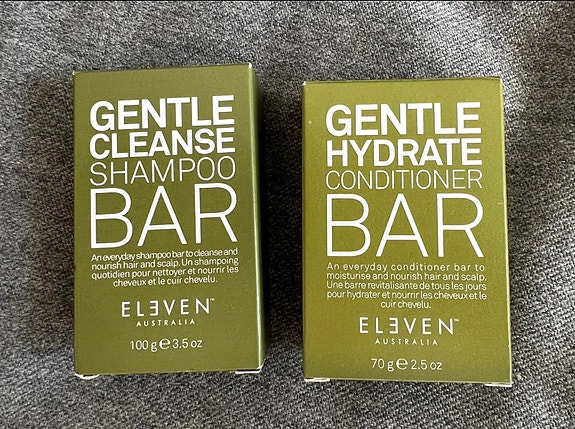 GENTLE
CLEANSE
SHAMPOO
BAR
An everyday shampoo bar to cleanse and
nourish hair and scalp. Un shampoing
quotidien pour nettoyer et nourrir les
cheveux et le cuir chevelu.
ELEVEN™
AUSTRALIA
100 g ℮ 3.5 oz
GENTLE
HYDRATE
CONDITIONER
BAR
An everyday conditioner bar to
moisturise and nourish hair and scalp.
Une barre revitalisante de tous les jours
pour hydrater et nourrir les cheveux et le
cuir chevelu.
ELEVEN™
AUSTRALIA
70 g ℮ 2.5 oz